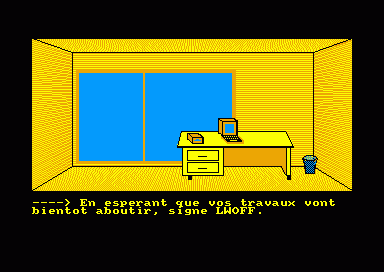 ----> En esperant que vos travaux vont
bientot aboutir, signe LWOFF.